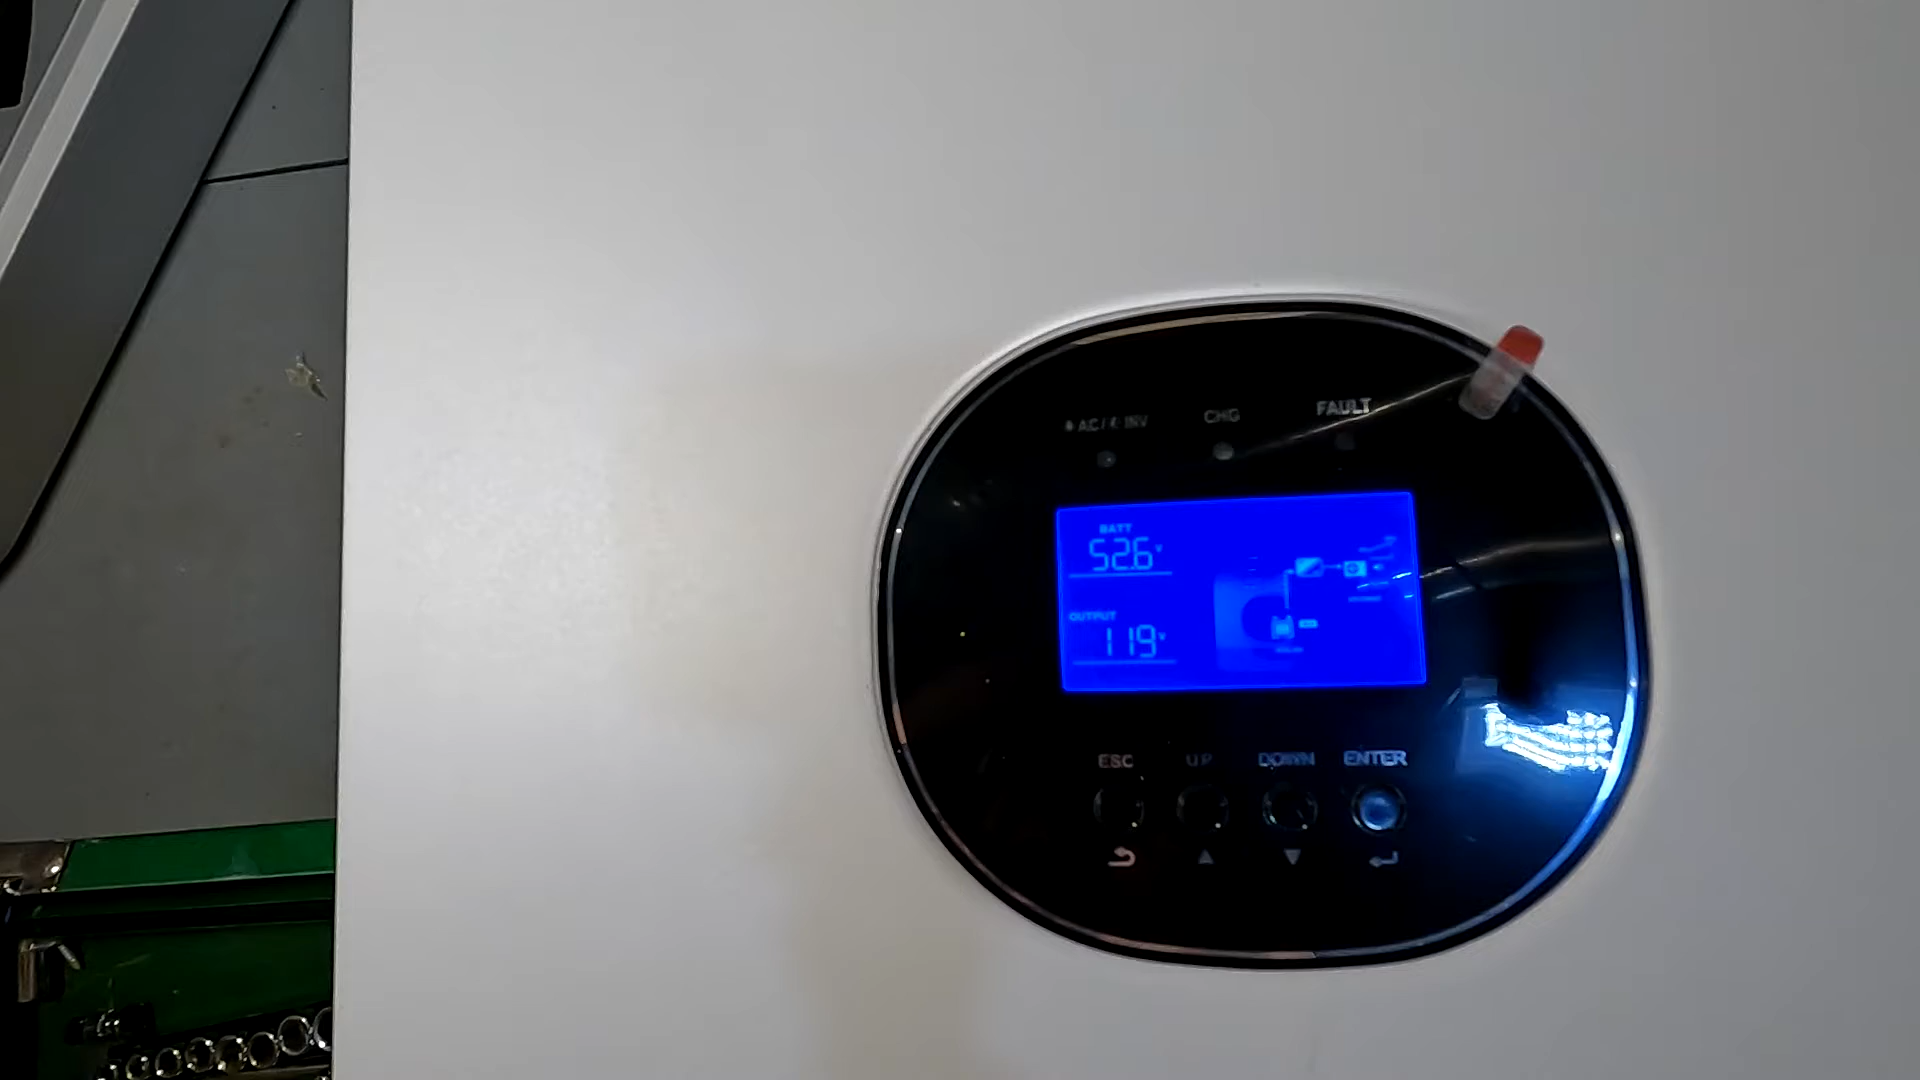 AC / INV CHG FAULT
BATT
52.6 V
OUTPUT
119 V
ESC UP DOWN ENTER